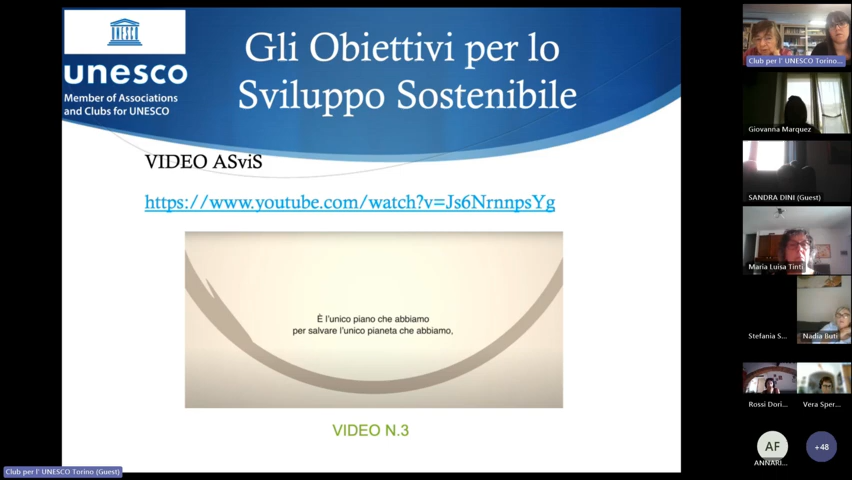 unesco
Member of Associations
and Clubs for UNESCO
Gli Obiettivi per lo
Sviluppo Sostenibile
VIDEO ASviS
https://www.youtube.com/watch?v=Js6NrnnpsYg
È l'unico piano che abbiamo
per salvare l'unico pianeta che abbiamo,
VIDEO N.3
Club per l' UNESCO Torino (Guest)
Club per l' UNESCO Torino...
Giovanna Marquez
SANDRA DINI (Guest)
Maria Luisa Tinti
Stefania S...
Nadia Iuti
Rossi Dori...
Vera Sper...
AF
ANNARI...
+48